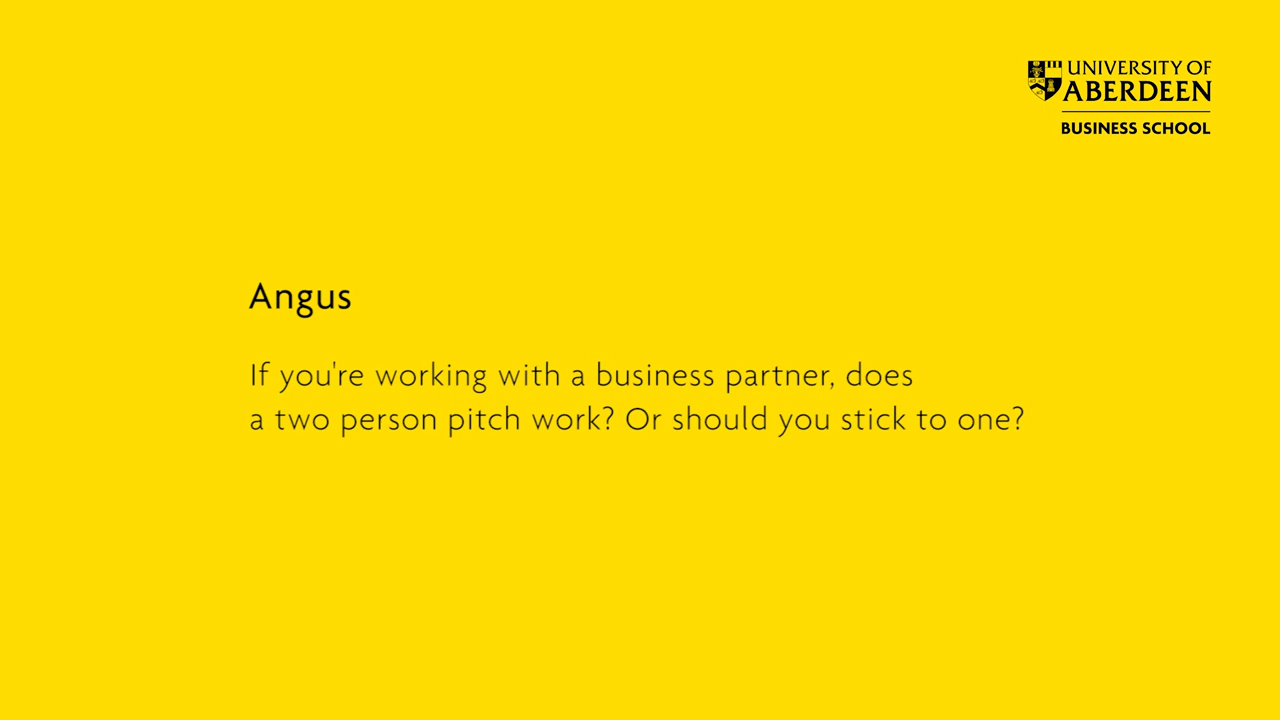 UNIVERSITY OF
ABERDEEN
BUSINESS SCHOOL
Angus
If you're working with a business partner, does
a two person pitch work? Or should you stick to one?